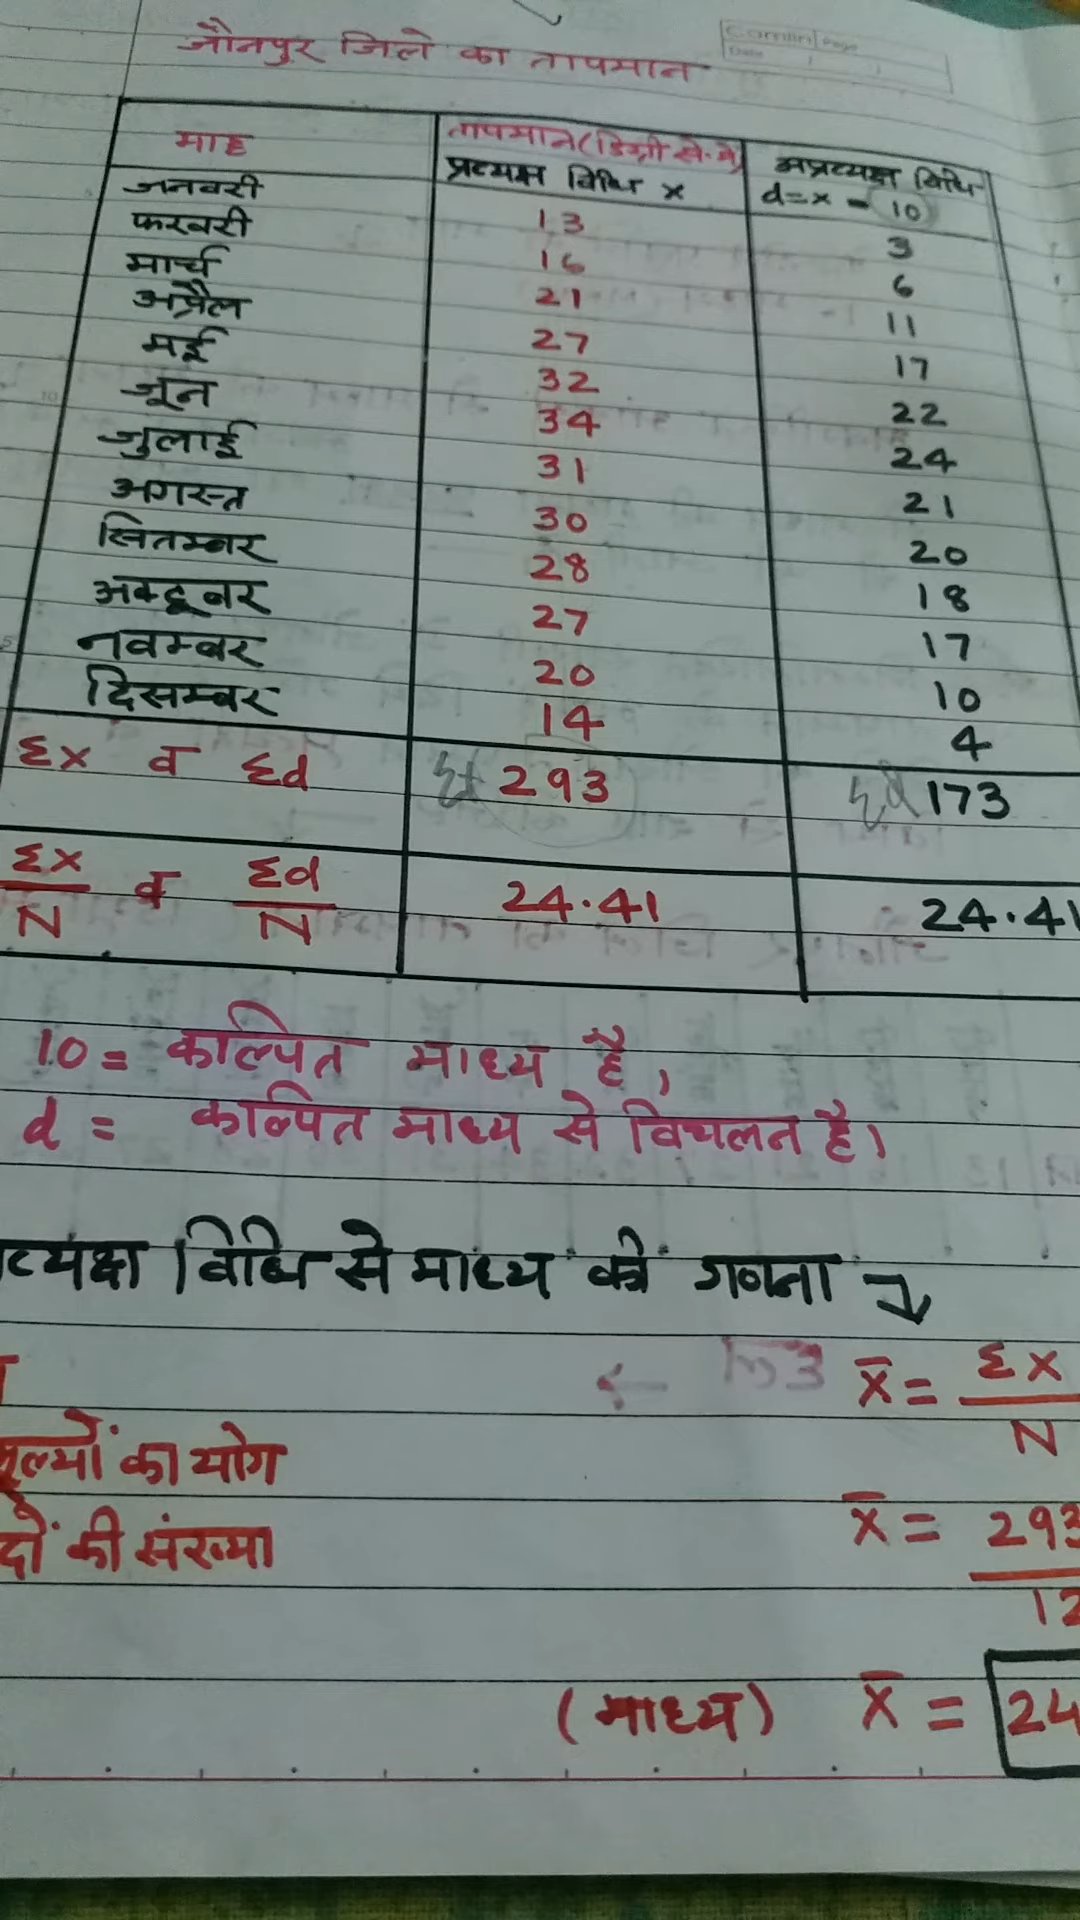 जौनपुर जिले का तापमान
माह तापमान (डिग्री से. में) अप्रत्यक्ष विधि
प्रत्यक्ष विधि x d=x - 10
जनवरी 13 3
फरवरी 16 6
मार्च 21 11
अप्रैल 27 17
मई 32 22
जून 34 24
जुलाई 31 21
अगस्त 30 20
सितम्बर 28 18
अक्टूबर 27 17
नवम्बर 20 10
दिसम्बर 14 4
Σx व Σd Σx 293 Σd 173
Σx/N व Σd/N 24.41 24.41
10 = कल्पित माध्य है,
d = कल्पित माध्य से विचलन है।
त्यक्ष विधि से माध्य की गणना
x̄ = Σx/N
मूल्यों का योग
x̄ = 293/12
दों की संख्या
(माध्य) x̄ = 24